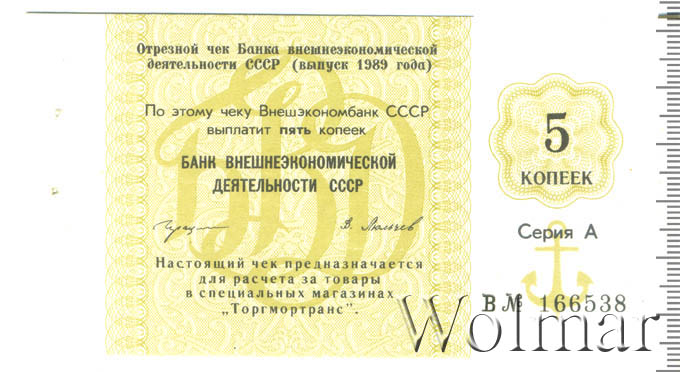 Отрезной чек Банка внешнеэкономической
деятельности СССР (выпуск 1989 года)
По этому чеку Внешэкономбанк СССР
выплатит пять копеек
БАНК ВНЕШНЕЭКОНОМИЧЕСКОЙ
ДЕЯТЕЛЬНОСТИ СССР
Настоящий чек предназначается
для расчета за товары
в специальных магазинах
„Торгмортранс".
5
КОПЕЕК
Серия А
В № 166538
Wolmar